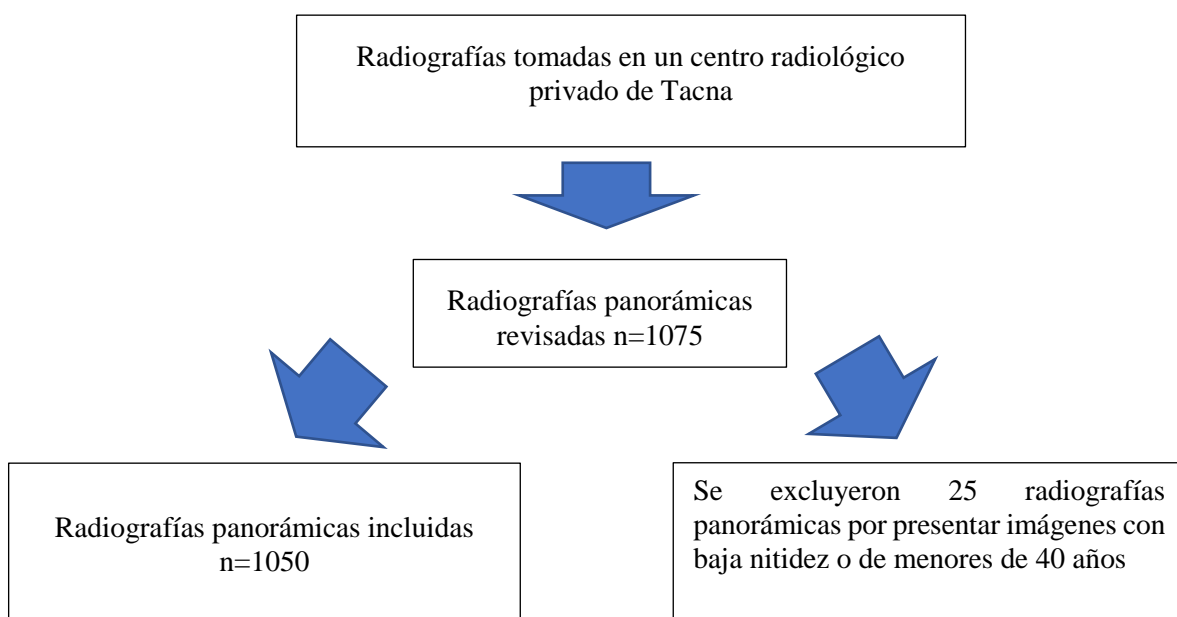 Radiografías tomadas en un centro radiológico
privado de Tacna
Radiografías panorámicas
revisadas n=1075
Radiografías panorámicas incluidas
n=1050
Se excluyeron 25 radiografías
panorámicas por presentar imágenes con
baja nitidez o de menores de 40 años